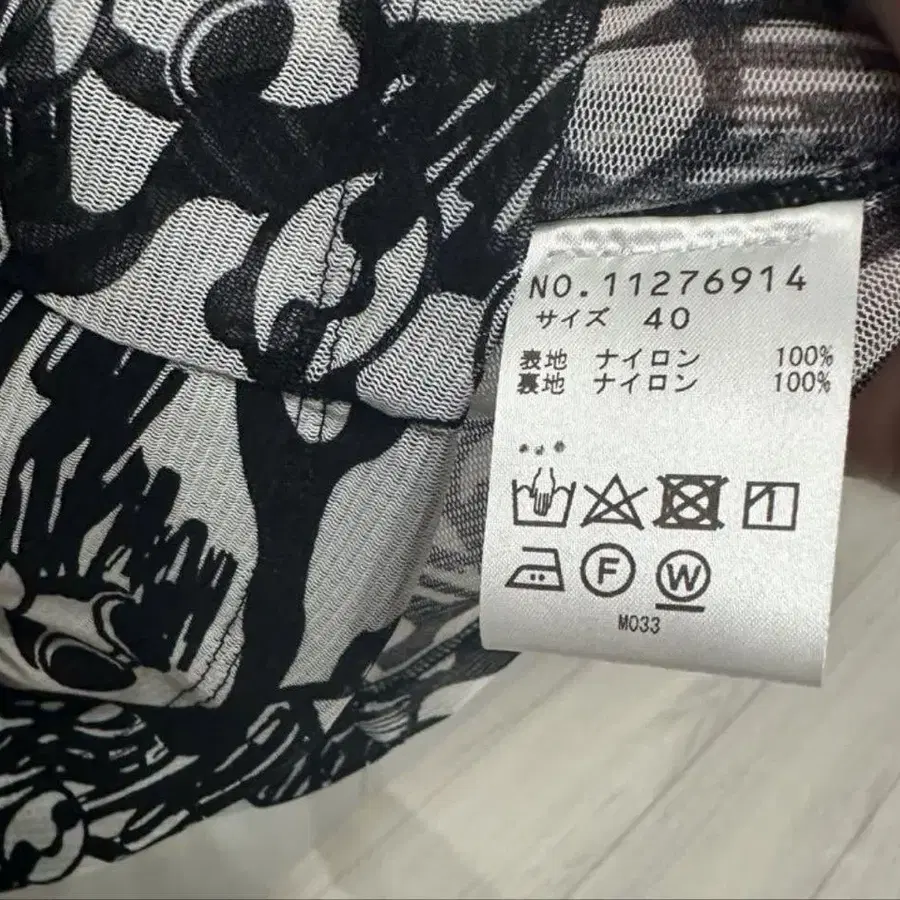 NO.11276914
サイズ 40
表地 ナイロン 100%
裏地 ナイロン 100%
F W
M033